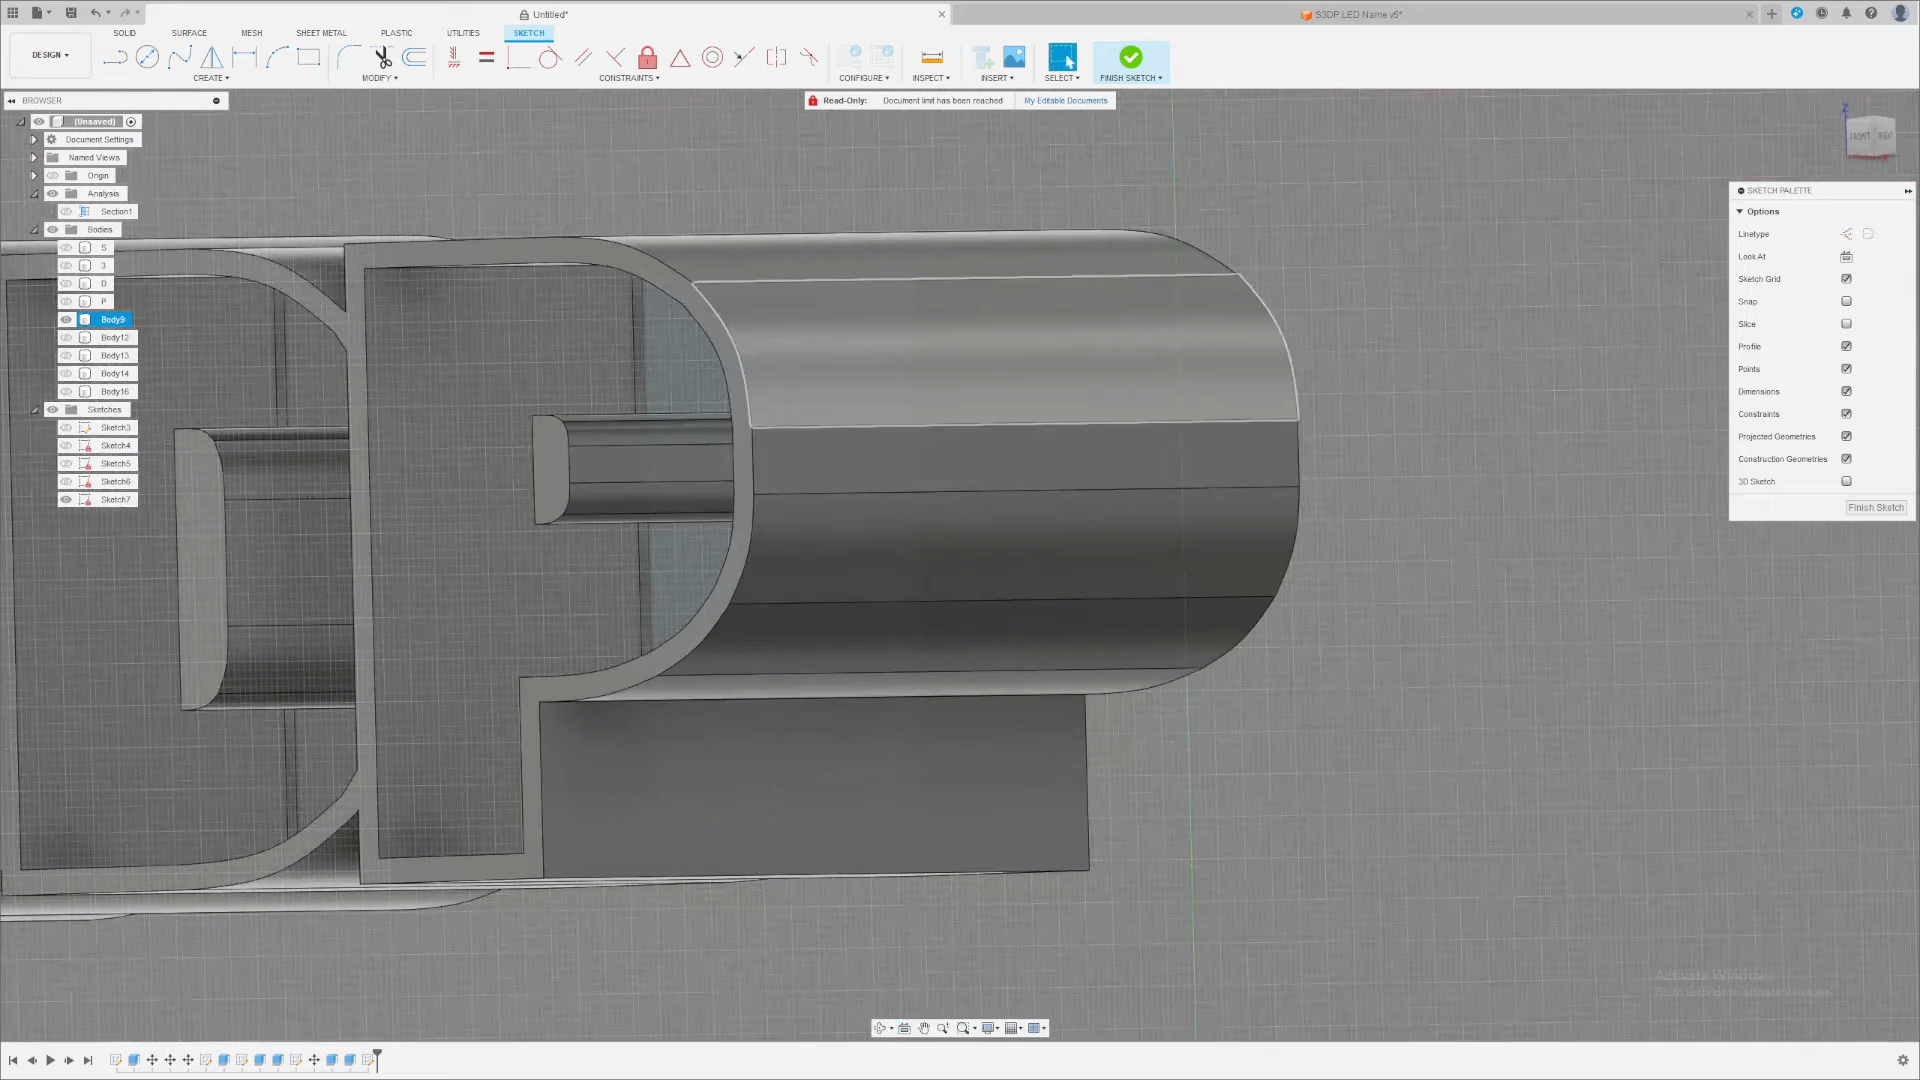 Untitled*
S3DP LED Name v5*
DESIGN
SOLID
SURFACE
MESH
SHEET METAL
PLASTIC
UTILITIES
SKETCH
CREATE
MODIFY
CONSTRAINTS
CONFIGURE
INSPECT
INSERT
SELECT
FINISH SKETCH
BROWSER
Read-Only: Document limit has been reached My Editable Documents
(Unsaved)
Document Settings
Named Views
Origin
Analysis
Section1
Bodies
S
3
D
P
Body9
Body12
Body13
Body14
Body16
Sketches
Sketch3
Sketch4
Sketch5
Sketch6
Sketch7
Z
FRONT
RIGHT
SKETCH PALETTE
Options
Linetype
Look At
Sketch Grid
Snap
Slice
Profile
Points
Dimensions
Constraints
Projected Geometries
Construction Geometries
3D Sketch
Finish Sketch
Activate Windows